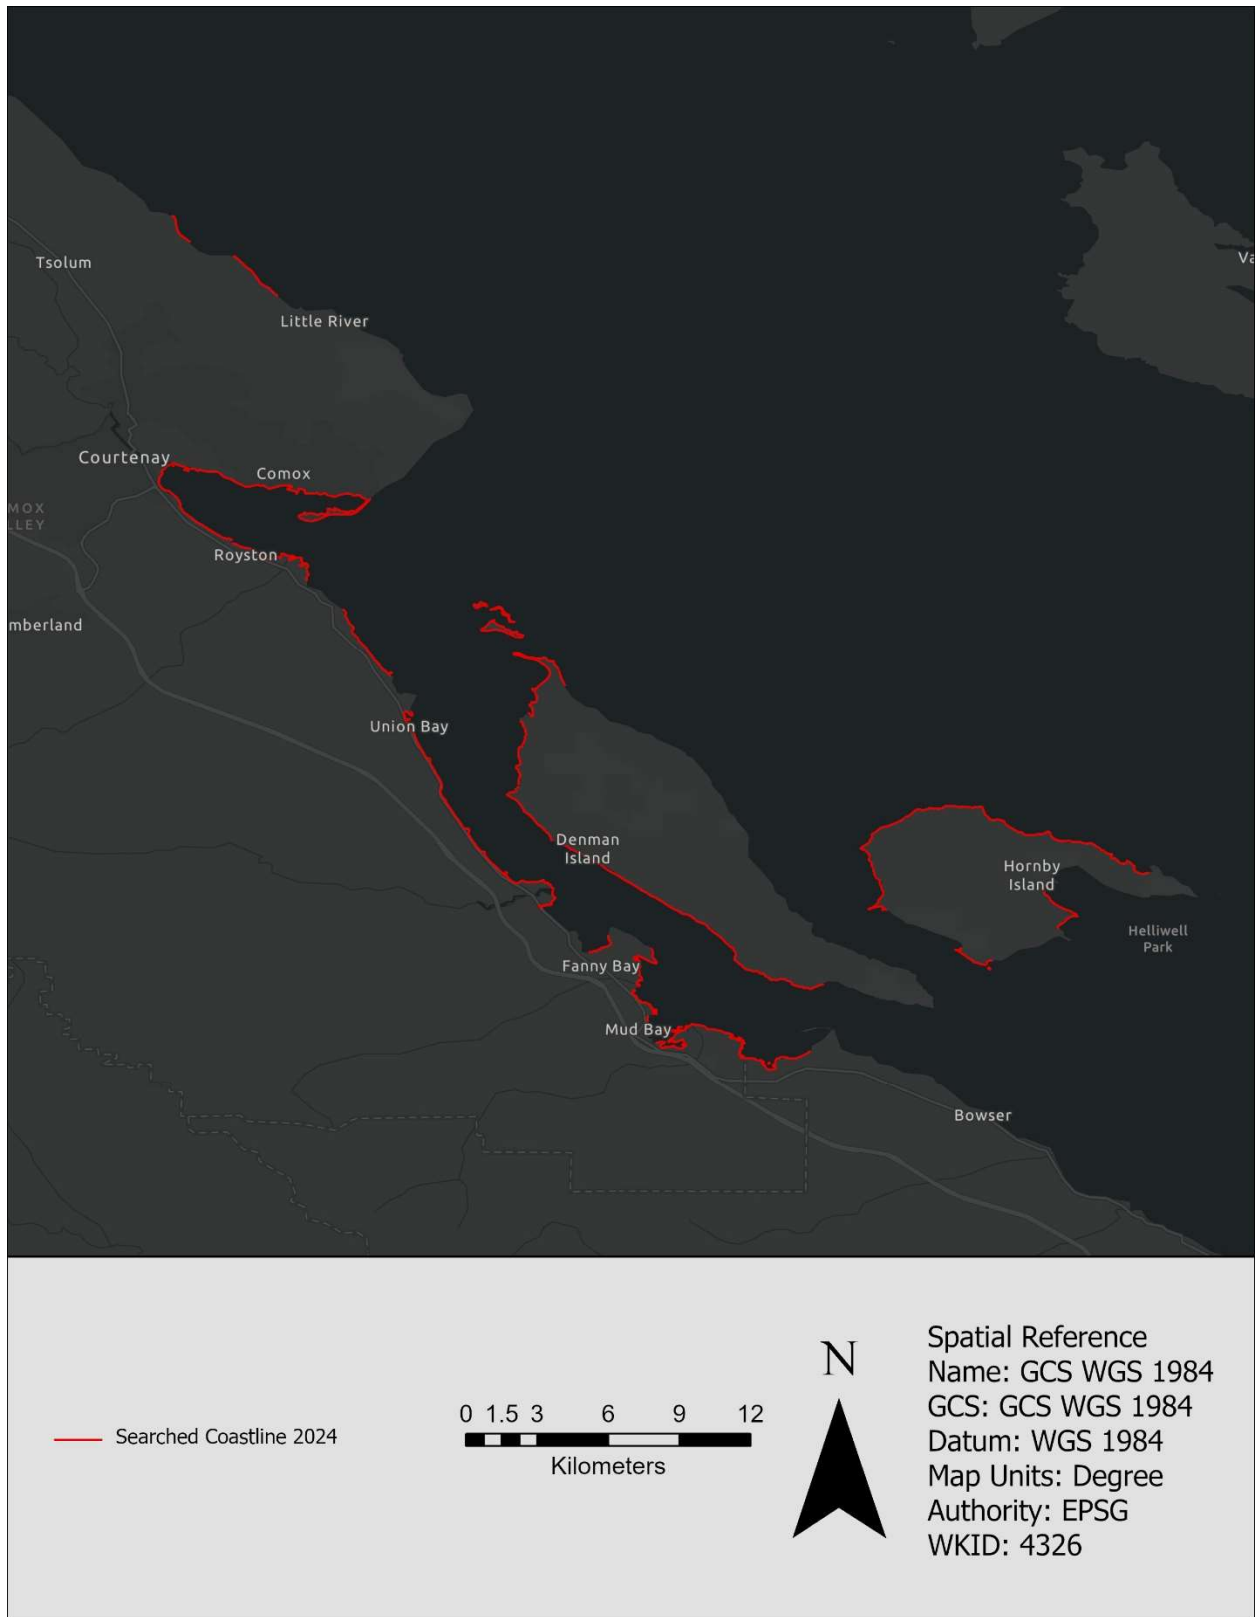 Tsolum
Va
Little River
Courtenay
Comox
MOX
LLEY
Royston
mberland
Union Bay
Denman
Island
Hornby
Island
Helliwell
Park
Fanny Bay
Mud Bay
Bowser
Searched Coastline 2024
0 1.5 3 6 9 12
Kilometers
N
Spatial Reference
Name: GCS WGS 1984
GCS: GCS WGS 1984
Datum: WGS 1984
Map Units: Degree
Authority: EPSG
WKID: 4326